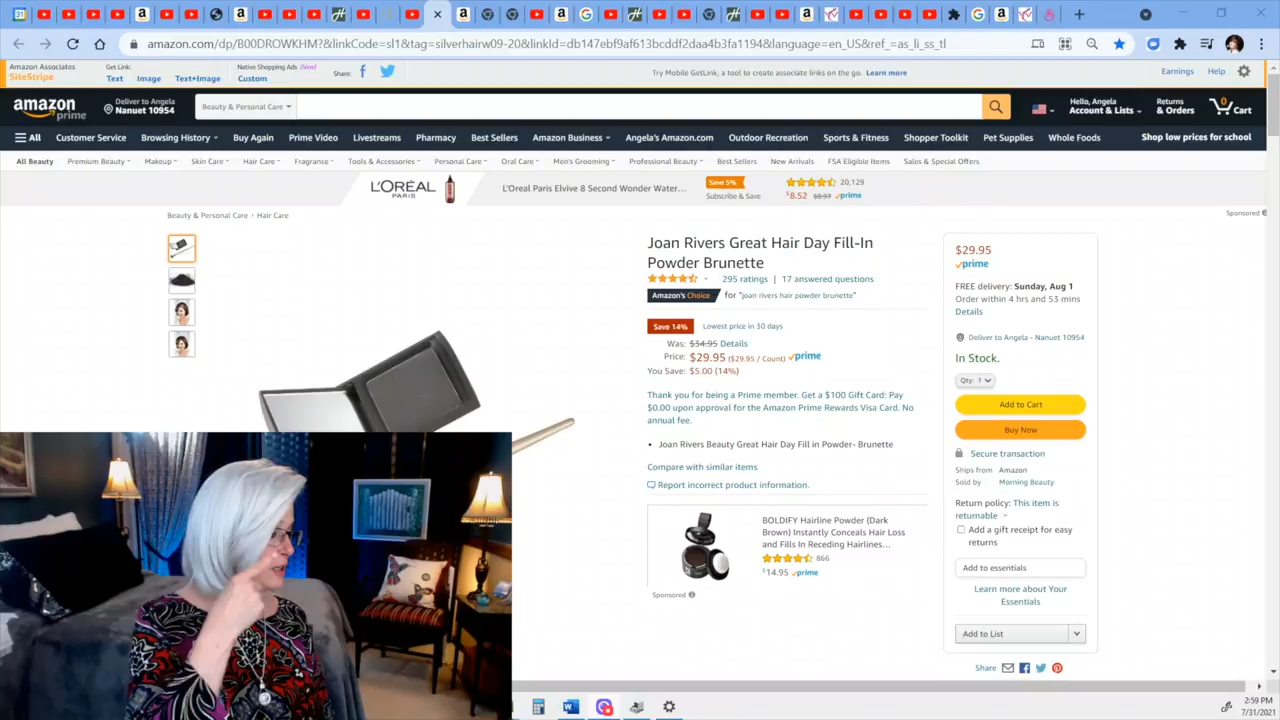 amazon.com/dp/B00DROWKHM?&linkCode=sl1&tag=silverhairw09-20&linkId=db147ebf9af613bcddf2daa4b3fa1194&language=en_US&ref_=as_li_ss_tl
Amazon Associates
SiteStripe
Get Link:
Text
Image
Text+Image
Native Shopping Ads (New)
Custom
Share:
Try Mobile GetLink, a tool to create associate links on the go. Learn more
Earnings
Help
amazon
prime
Deliver to Angela
Nanuet 10954
Beauty & Personal Care
Hello, Angela
Account & Lists
Returns
& Orders
0
Cart
All
Customer Service
Browsing History
Buy Again
Prime Video
Livestreams
Pharmacy
Best Sellers
Amazon Business
Angela's Amazon.com
Outdoor Recreation
Sports & Fitness
Shopper Toolkit
Pet Supplies
Whole Foods
Shop low prices for school
All Beauty
Premium Beauty
Makeup
Skin Care
Hair Care
Fragrance
Tools & Accessories
Personal Care
Oral Care
Men's Grooming
Professional Beauty
Best Sellers
New Arrivals
FSA Eligible Items
Sales & Special Offers
L'ORÉAL
PARIS
L'Oreal Paris Elvive 8 Second Wonder Water...
Save 5%
Subscribe & Save
20,129
$8.52 $8.97 prime
Beauty & Personal Care › Hair Care
Sponsored
Joan Rivers Great Hair Day Fill-In
Powder Brunette
295 ratings | 17 answered questions
Amazon's Choice for "joan rivers hair powder brunette"
Save 14% Lowest price in 30 days
Was: $34.95 Details
Price: $29.95 ($29.95 / Count) prime
You Save: $5.00 (14%)
Thank you for being a Prime member. Get a $100 Gift Card: Pay
$0.00 upon approval for the Amazon Prime Rewards Visa Card. No
annual fee.
• Joan Rivers Beauty Great Hair Day Fill in Powder- Brunette
Compare with similar items
Report incorrect product information.
BOLDIFY Hairline Powder (Dark
Brown) Instantly Conceals Hair Loss
and Fills In Receding Hairlines...
866
$14.95 prime
Sponsored
$29.95
prime
FREE delivery: Sunday, Aug 1
Order within 4 hrs and 53 mins
Details
Deliver to Angela - Nanuet 10954
In Stock.
Qty: 1
Add to Cart
Buy Now
Secure transaction
Ships from Amazon
Sold by Morning Beauty
Return policy: This item is
returnable
Add a gift receipt for easy
returns
Add to essentials
Learn more about Your
Essentials
Add to List
Share
2:59 PM
7/31/2021